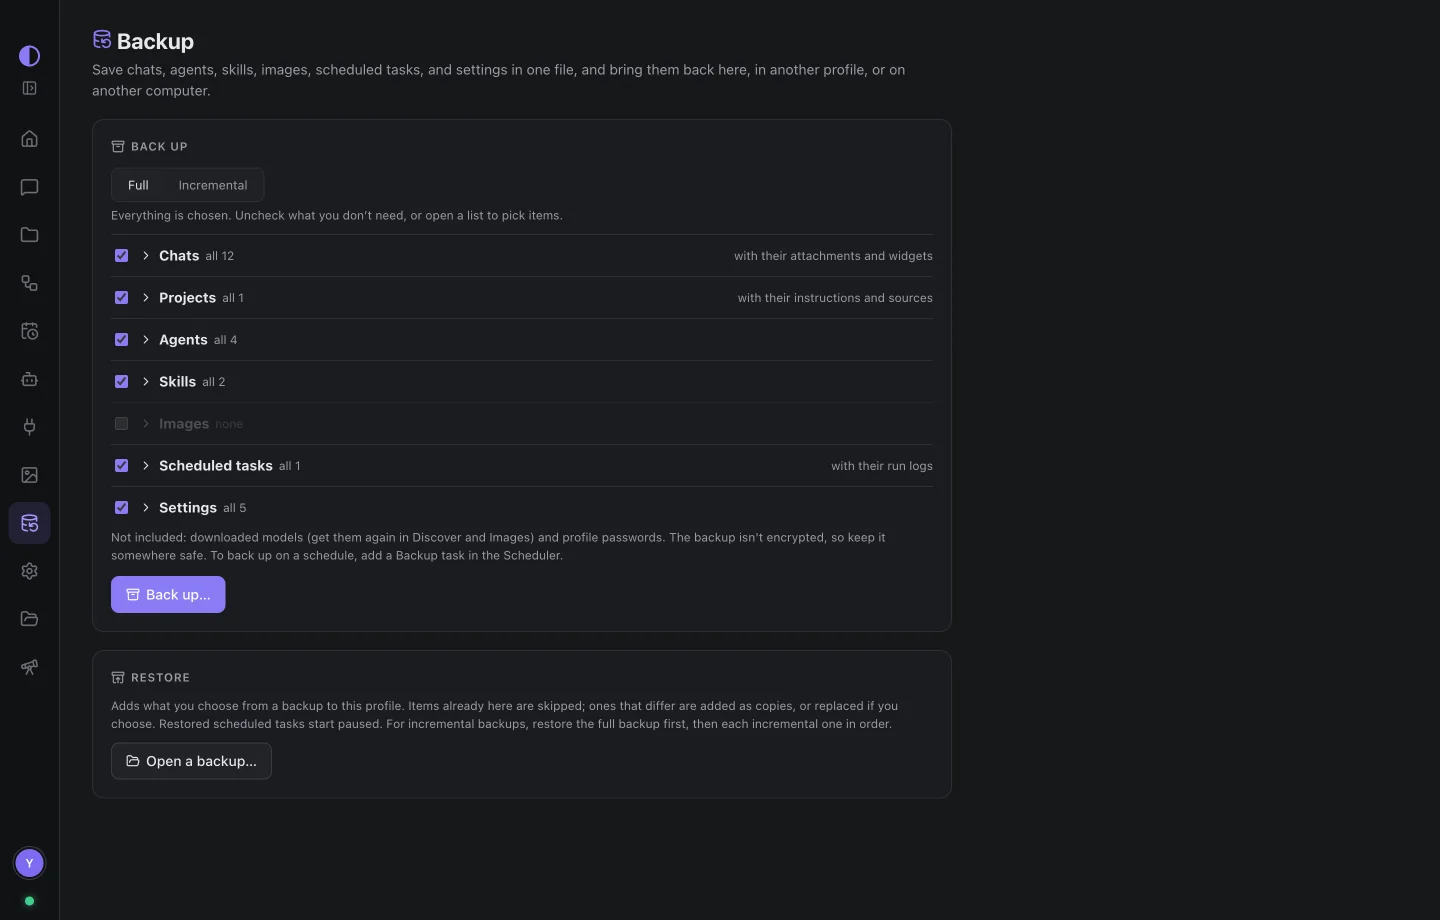 Backup
Save chats, agents, skills, images, scheduled tasks, and settings in one file, and bring them back here, in another profile, or on
another computer.
BACK UP
Full Incremental
Everything is chosen. Uncheck what you don't need, or open a list to pick items.
Chats all 12 with their attachments and widgets
Projects all 1 with their instructions and sources
Agents all 4
Skills all 2
Images none
Scheduled tasks all 1 with their run logs
Settings all 5
Not included: downloaded models (get them again in Discover and Images) and profile passwords. The backup isn't encrypted, so keep it
somewhere safe. To back up on a schedule, add a Backup task in the Scheduler.
Back up...
RESTORE
Adds what you choose from a backup to this profile. Items already here are skipped; ones that differ are added as copies, or replaced if you
choose. Restored scheduled tasks start paused. For incremental backups, restore the full backup first, then each incremental one in order.
Open a backup...
Y